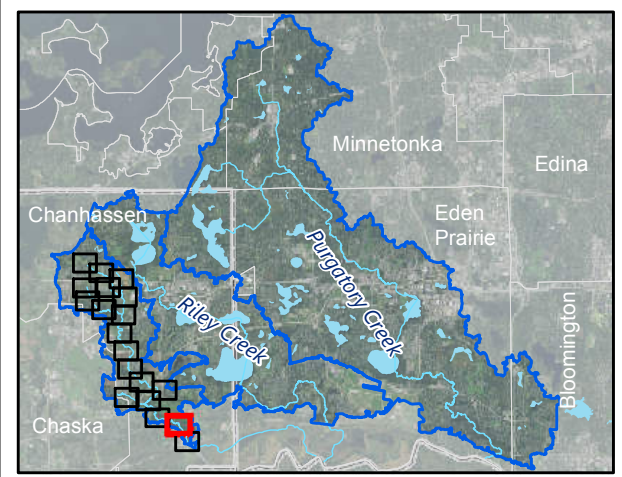 Minnetonka
Edina
Chanhassen
Eden
Prairie
Purgatory Creek
Riley Creek
Bloomington
Chaska